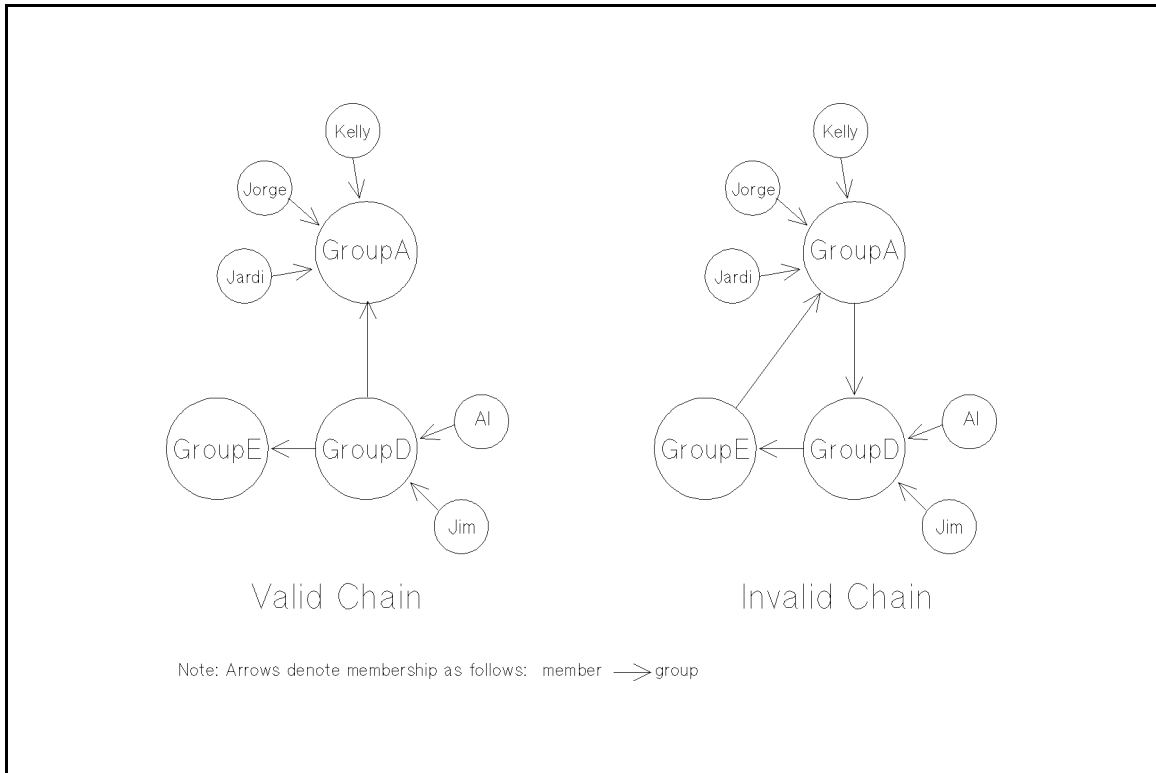 Kelly
Jorge
GroupA
Jardi
GroupE
GroupD
Al
Jim
Valid Chain
Kelly
Jorge
GroupA
Jardi
GroupE
GroupD
Al
Jim
Invalid Chain
Note: Arrows denote membership as follows: member group